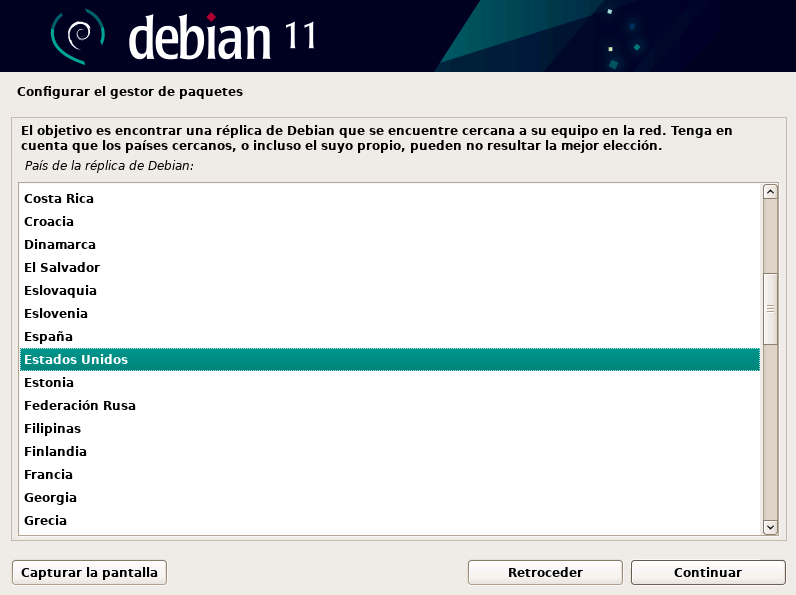 debian 11
Configurar el gestor de paquetes
El objetivo es encontrar una réplica de Debian que se encuentre cercana a su equipo en la red. Tenga en
cuenta que los países cercanos, o incluso el suyo propio, pueden no resultar la mejor elección.
País de la réplica de Debian:
Costa Rica
Croacia
Dinamarca
El Salvador
Eslovaquia
Eslovenia
España
Estados Unidos
Estonia
Federación Rusa
Filipinas
Finlandia
Francia
Georgia
Grecia
Capturar la pantalla
Retroceder
Continuar